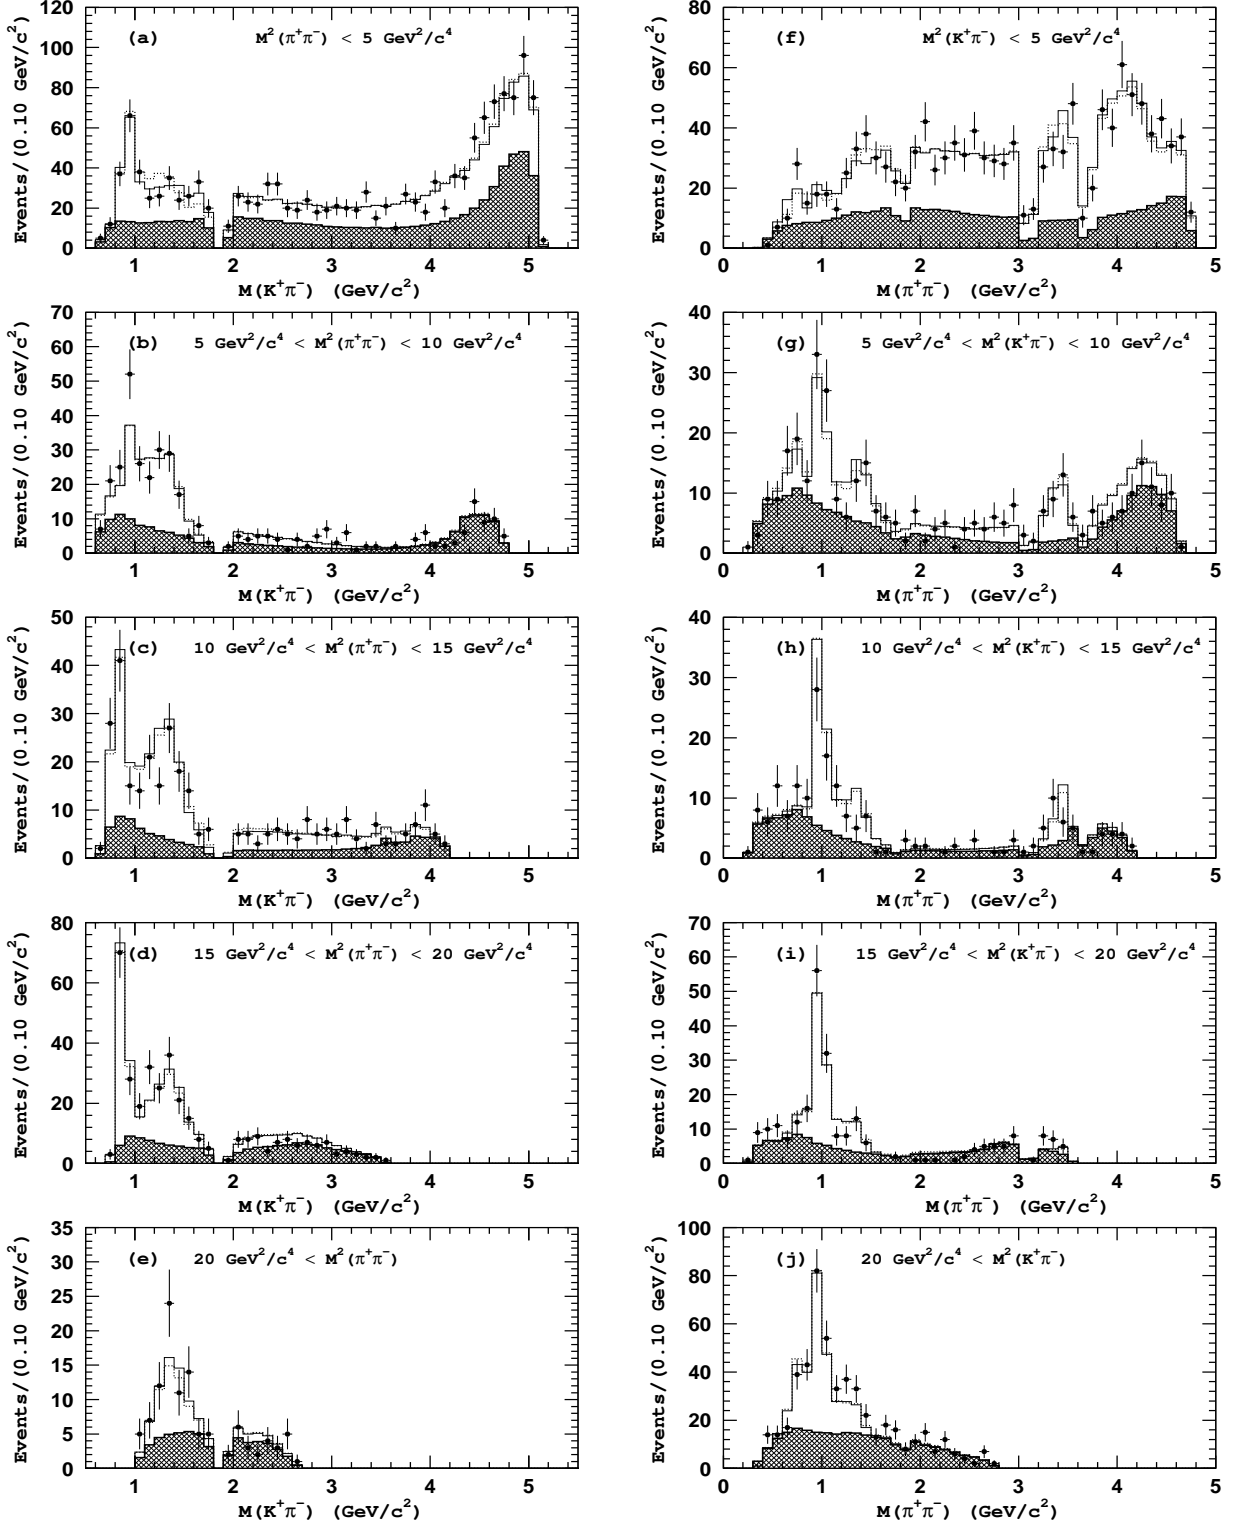 Events/(0.10 GeV/c²)
120
100
80
60
40
20
0
(a) M²(π⁺π⁻) < 5 GeV²/c⁴
1 2 3 4 5
M(K⁺π⁻) (GeV/c²)
Events/(0.10 GeV/c²)
80
60
40
20
0
(f) M²(K⁺π⁻) < 5 GeV²/c⁴
0 1 2 3 4 5
M(π⁺π⁻) (GeV/c²)
Events/(0.10 GeV/c²)
70
60
50
40
30
20
10
0
(b) 5 GeV²/c⁴ < M²(π⁺π⁻) < 10 GeV²/c⁴
1 2 3 4 5
M(K⁺π⁻) (GeV/c²)
Events/(0.10 GeV/c²)
40
30
20
10
0
(g) 5 GeV²/c⁴ < M²(K⁺π⁻) < 10 GeV²/c⁴
0 1 2 3 4 5
M(π⁺π⁻) (GeV/c²)
Events/(0.10 GeV/c²)
50
40
30
20
10
0
(c) 10 GeV²/c⁴ < M²(π⁺π⁻) < 15 GeV²/c⁴
1 2 3 4 5
M(K⁺π⁻) (GeV/c²)
Events/(0.10 GeV/c²)
40
30
20
10
0
(h) 10 GeV²/c⁴ < M²(K⁺π⁻) < 15 GeV²/c⁴
0 1 2 3 4 5
M(π⁺π⁻) (GeV/c²)
Events/(0.10 GeV/c²)
80
60
40
20
0
(d) 15 GeV²/c⁴ < M²(π⁺π⁻) < 20 GeV²/c⁴
1 2 3 4 5
M(K⁺π⁻) (GeV/c²)
Events/(0.10 GeV/c²)
70
60
50
40
30
20
10
0
(i) 15 GeV²/c⁴ < M²(K⁺π⁻) < 20 GeV²/c⁴
0 1 2 3 4 5
M(π⁺π⁻) (GeV/c²)
Events/(0.10 GeV/c²)
35
30
25
20
15
10
5
0
(e) 20 GeV²/c⁴ < M²(π⁺π⁻)
1 2 3 4 5
M(K⁺π⁻) (GeV/c²)
Events/(0.10 GeV/c²)
100
80
60
40
20
0
(j) 20 GeV²/c⁴ < M²(K⁺π⁻)
0 1 2 3 4 5
M(π⁺π⁻) (GeV/c²)